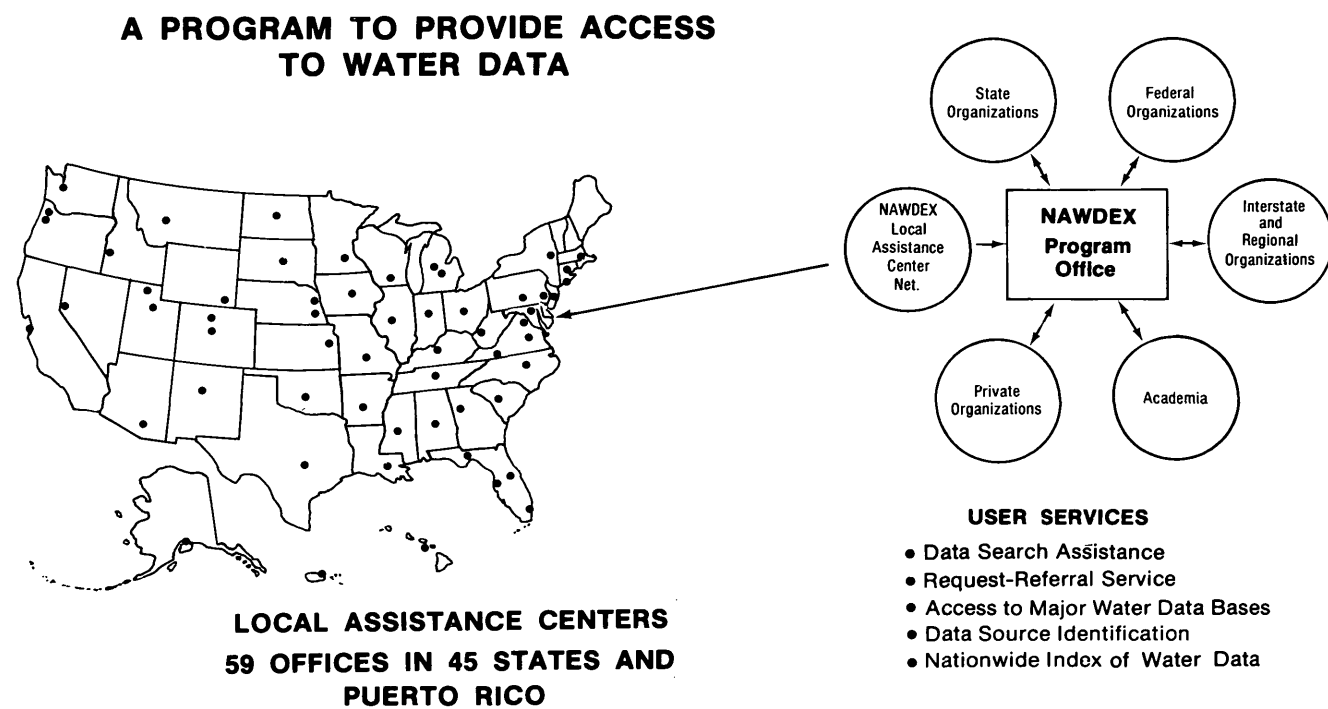 A PROGRAM TO PROVIDE ACCESS
TO WATER DATA
State
Organizations
Federal
Organizations
NAWDEX
Local
Assistance
Center
Net.
NAWDEX
Program
Office
Interstate
and
Regional
Organizations
Private
Organizations
Academia
LOCAL ASSISTANCE CENTERS
59 OFFICES IN 45 STATES AND
PUERTO RICO
USER SERVICES
• Data Search Assistance
• Request-Referral Service
• Access to Major Water Data Bases
• Data Source Identification
• Nationwide Index of Water Data